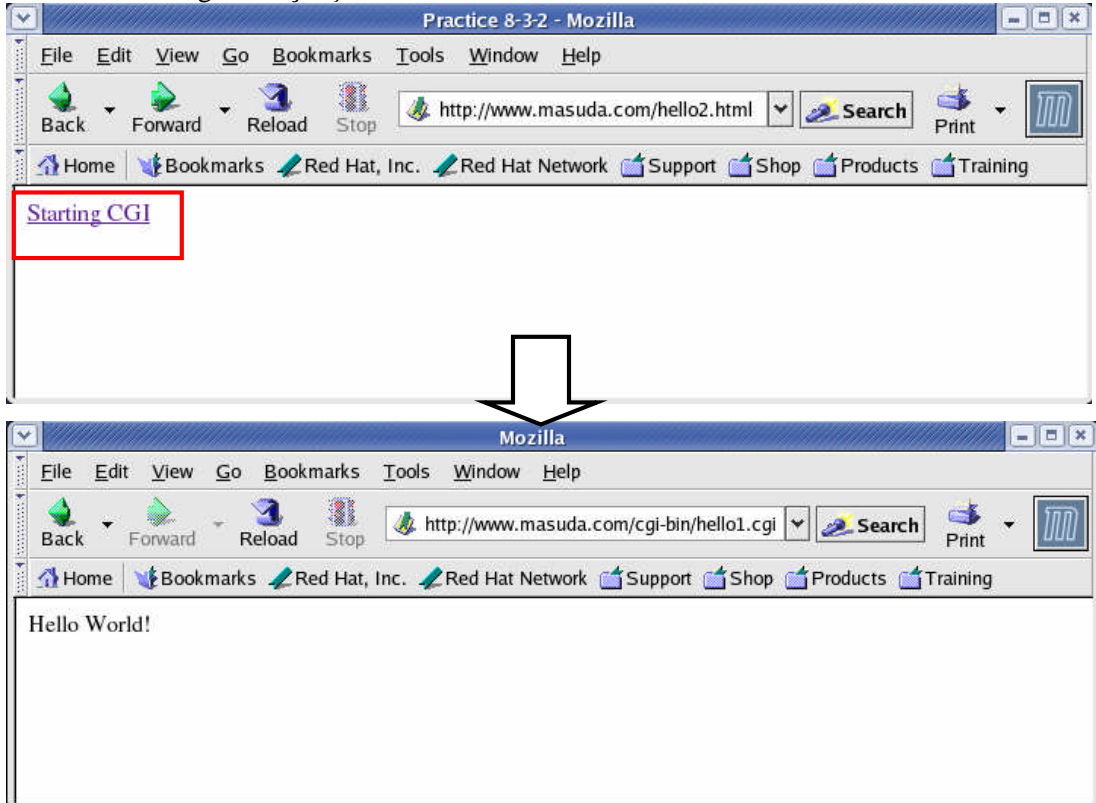 Practice 8-3-2 - Mozilla
File Edit View Go Bookmarks Tools Window Help
Back Forward Reload Stop http://www.masuda.com/hello2.html Search Print
Home Bookmarks Red Hat, Inc. Red Hat Network Support Shop Products Training
Starting CGI
Mozilla
File Edit View Go Bookmarks Tools Window Help
Back Forward Reload Stop http://www.masuda.com/cgi-bin/hello1.cgi Search Print
Home Bookmarks Red Hat, Inc. Red Hat Network Support Shop Products Training
Hello World!